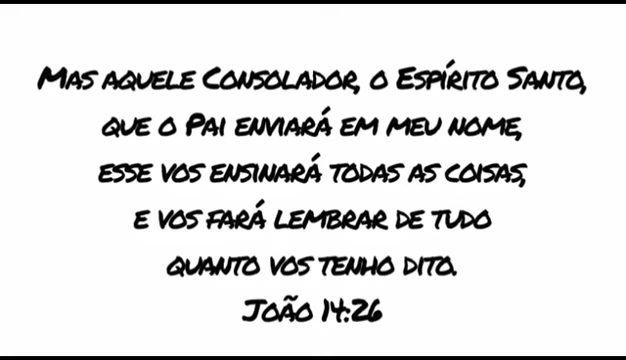 Mas aquele Consolador, o Espírito Santo,
que o Pai enviará em meu nome,
esse vos ensinará todas as coisas,
e vos fará lembrar de tudo
quanto vos tenho dito.
João 14:26